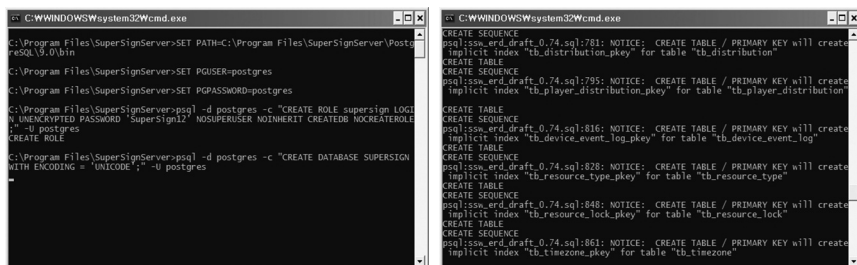 C:\WINDOWS\system32\cmd.exe
C:\Program Files\SuperSignServer>SET PATH=C:\Program Files\SuperSignServer\Postg
reSQL\9.0\bin
C:\Program Files\SuperSignServer>SET PGUSER=postgres
C:\Program Files\SuperSignServer>SET PGPASSWORD=postgres
C:\Program Files\SuperSignServer>psql -d postgres -c "CREATE ROLE supersign LOGI
N UNENCRYPTED PASSWORD 'SuperSign12' NOSUPERUSER NOINHERIT CREATEDB NOCREATEROLE
;" -U postgres
CREATE ROLE
C:\Program Files\SuperSignServer>psql -d postgres -c "CREATE DATABASE SUPERSIGN
WITH ENCODING = 'UNICODE';" -U postgres
C:₩WINDOWS₩system32₩cmd.exe
CREATE SEQUENCE
psql:ssw_erd_draft_0.74.sql:781: NOTICE:  CREATE TABLE / PRIMARY KEY will create
implicit index "tb_distribution_pkey" for table "tb_distribution"
CREATE TABLE
CREATE SEQUENCE
psql:ssw_erd_draft_0.74.sql:795: NOTICE:  CREATE TABLE / PRIMARY KEY will create
implicit index "tb_player_distribution_pkey" for table "tb_player_distribution"
CREATE TABLE
CREATE SEQUENCE
psql:ssw_erd_draft_0.74.sql:816: NOTICE:  CREATE TABLE / PRIMARY KEY will create
implicit index "tb_device_event_log_pkey" for table "tb_device_event_log"
CREATE TABLE
psql:ssw_erd_draft_0.74.sql:828: NOTICE:  CREATE TABLE / PRIMARY KEY will create
implicit index "tb_resource_type_pkey" for table "tb_resource_type"
CREATE TABLE
CREATE SEQUENCE
psql:ssw_erd_draft_0.74.sql:848: NOTICE:  CREATE TABLE / PRIMARY KEY will create
implicit index "tb_resource_lock_pkey" for table "tb_resource_lock"
CREATE TABLE
CREATE SEQUENCE
psql:ssw_erd_draft_0.74.sql:861: NOTICE:  CREATE TABLE / PRIMARY KEY will create
implicit index "tb_timezone_pkey" for table "tb_timezone"